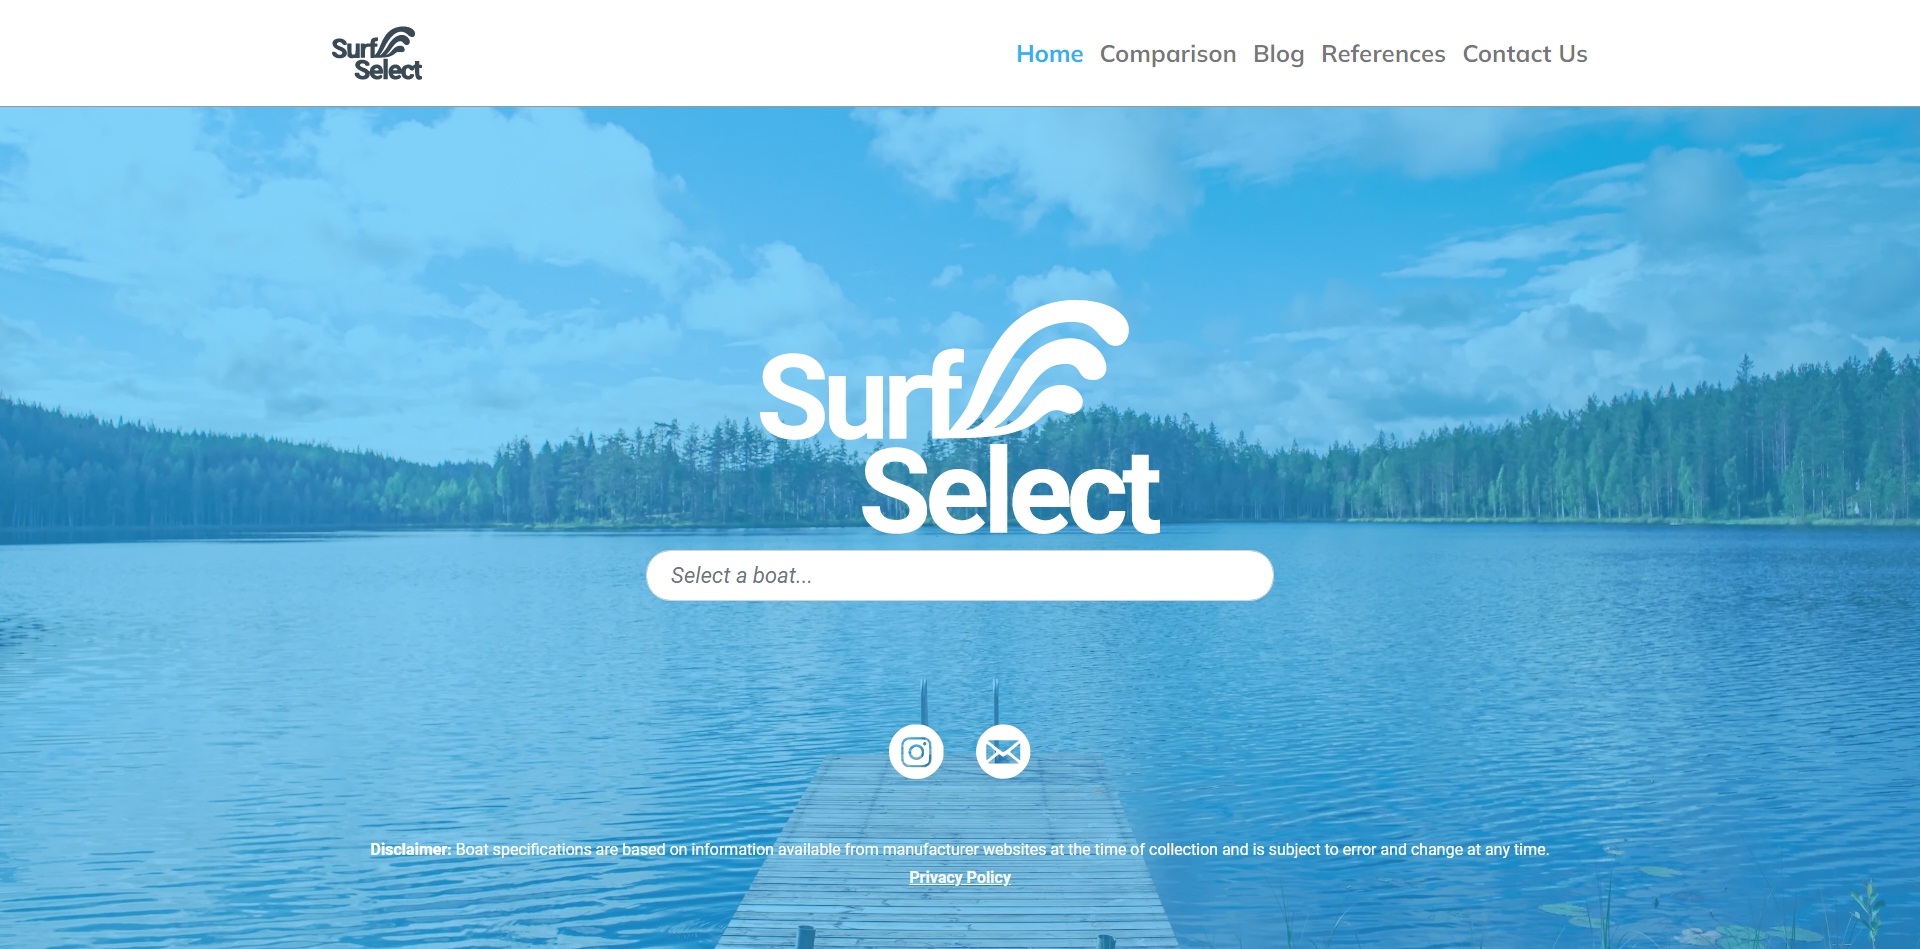 Surf
Select
Home Comparison Blog References Contact Us
Surf
Select
Select a boat...
Disclaimer: Boat specifications are based on information available from manufacturer websites at the time of collection and is subject to error and change at any time.
Privacy Policy